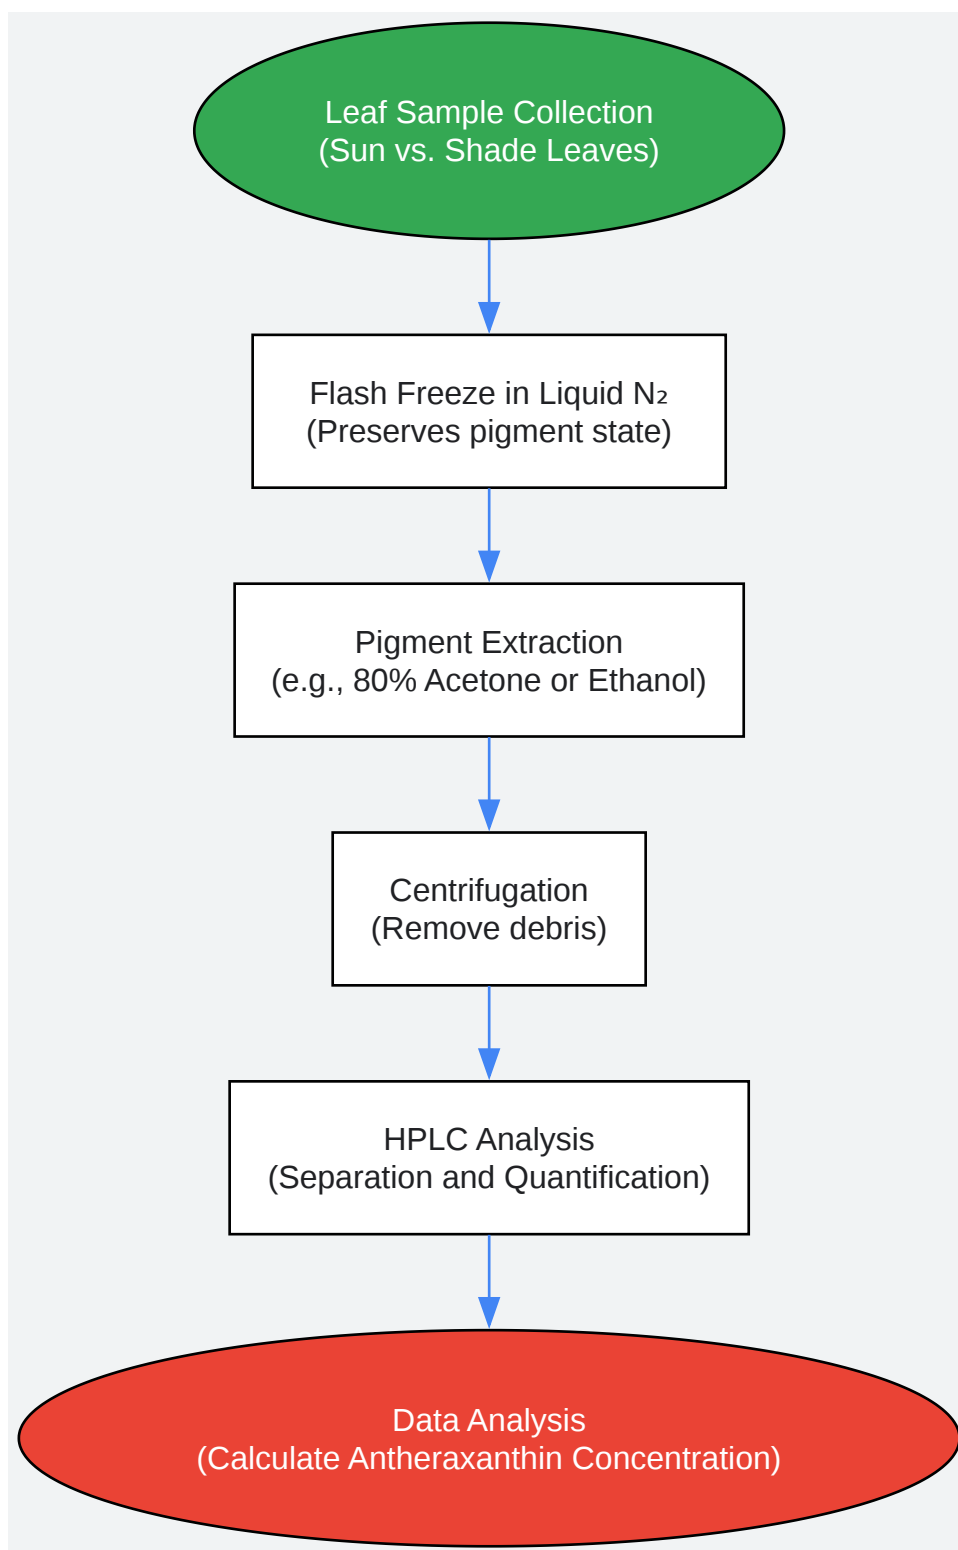 Leaf Sample Collection
(Sun vs. Shade Leaves)
Flash Freeze in Liquid N₂
(Preserves pigment state)
Pigment Extraction
(e.g., 80% Acetone or Ethanol)
Centrifugation
(Remove debris)
HPLC Analysis
(Separation and Quantification)
Data Analysis
(Calculate Antheraxanthin Concentration)